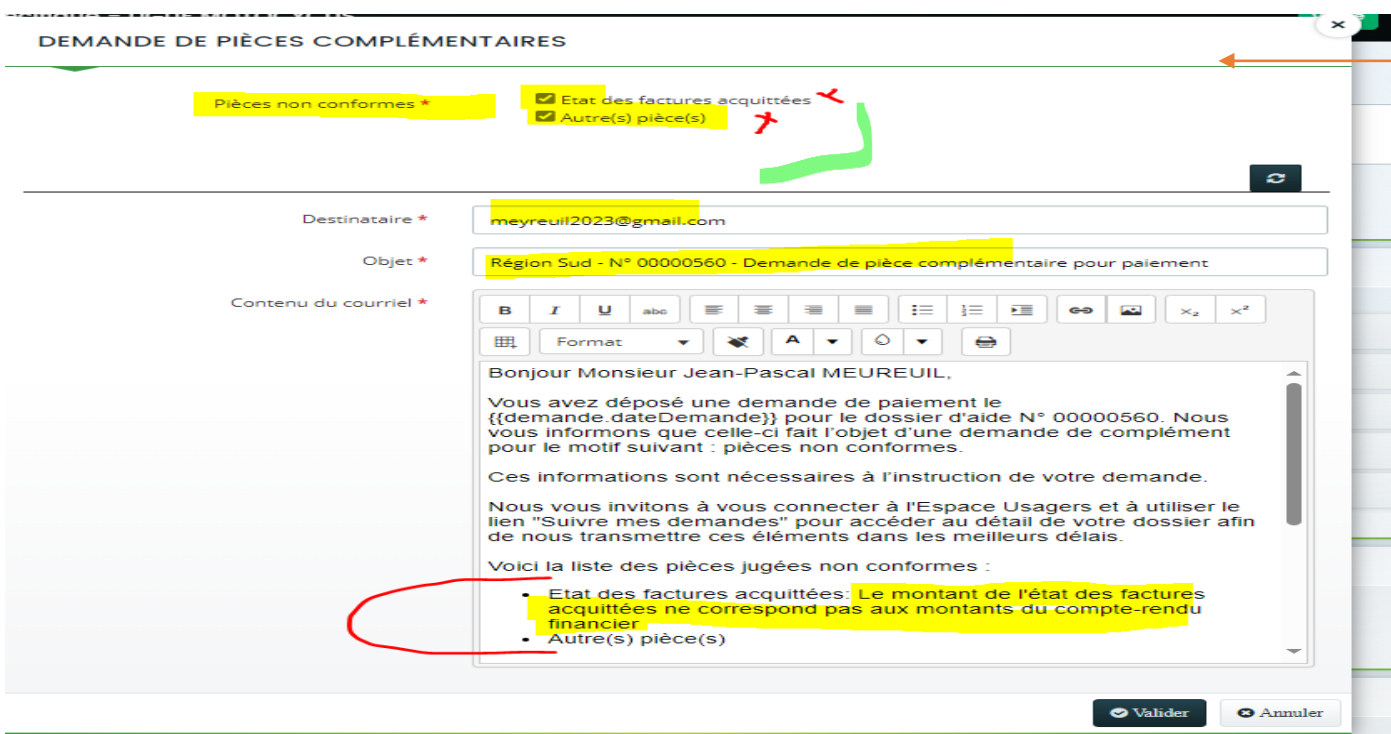 DEMANDE DE PIÈCES COMPLÉMENTAIRES
Pièces non conformes *
Etat des factures acquittées
Autre(s) pièce(s)
Destinataire *
meyreuil2023@gmail.com
Objet *
Région Sud - N° 00000560 - Demande de pièce complémentaire pour paiement
Contenu du courriel *
B I U abc x₂ x²
Format A
Bonjour Monsieur Jean-Pascal MEUREUIL,
Vous avez déposé une demande de paiement le
{{demande.dateDemande}} pour le dossier d'aide N° 00000560. Nous
vous informons que celle-ci fait l'objet d'une demande de complément
pour le motif suivant : pièces non conformes.
Ces informations sont nécessaires à l'instruction de votre demande.
Nous vous invitons à vous connecter à l'Espace Usagers et à utiliser le
lien "Suivre mes demandes" pour accéder au détail de votre dossier afin
de nous transmettre ces éléments dans les meilleurs délais.
Voici la liste des pièces jugées non conformes :
• Etat des factures acquittées: Le montant de l'état des factures
acquittées ne correspond pas aux montants du compte-rendu
financier
• Autre(s) pièce(s)
Valider
Annuler